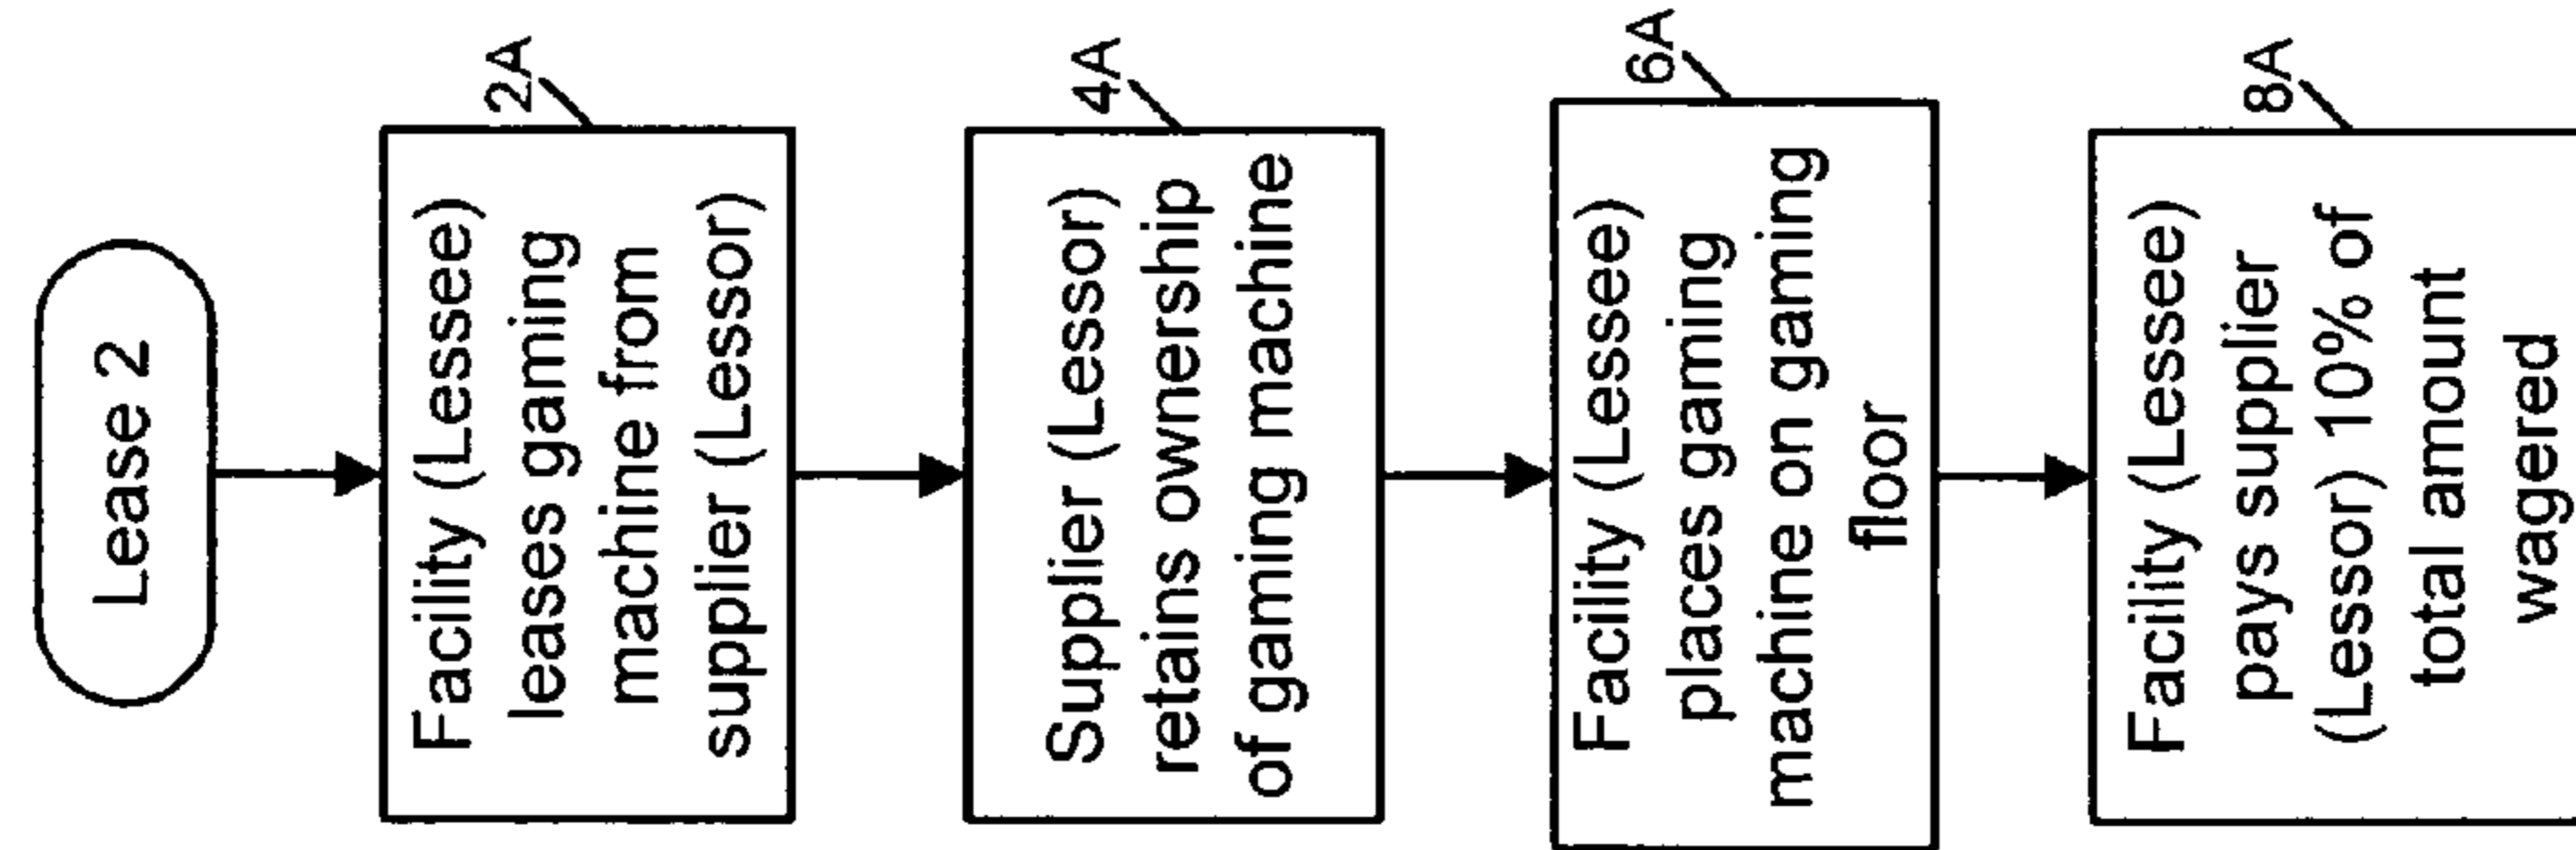 Lease 2
2A
Facility (Lessee)
leases gaming
machine from
supplier (Lessor)
4A
Supplier (Lessor)
retains ownership
of gaming machine
6A
Facility (Lessee)
places gaming
machine on gaming
floor
8A
Facility (Lessee)
pays supplier
(Lessor) 10% of
total amount
wagered